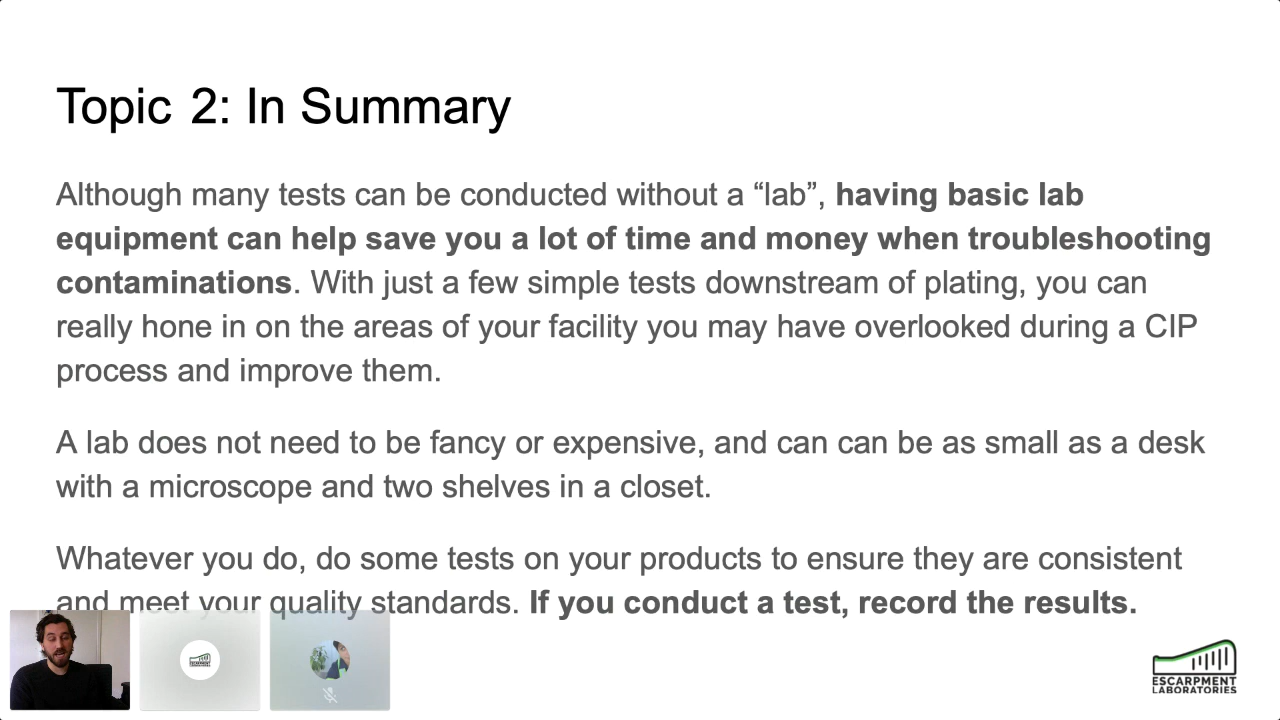 Topic 2: In Summary
Although many tests can be conducted without a “lab”, having basic lab
equipment can help save you a lot of time and money when troubleshooting
contaminations. With just a few simple tests downstream of plating, you can
really hone in on the areas of your facility you may have overlooked during a CIP
process and improve them.
A lab does not need to be fancy or expensive, and can can be as small as a desk
with a microscope and two shelves in a closet.
Whatever you do, do some tests on your products to ensure they are consistent
and meet your quality standards. If you conduct a test, record the results.
ESCARPMENT
LABORATORIES
ESCARPMENT
LABORATORIES